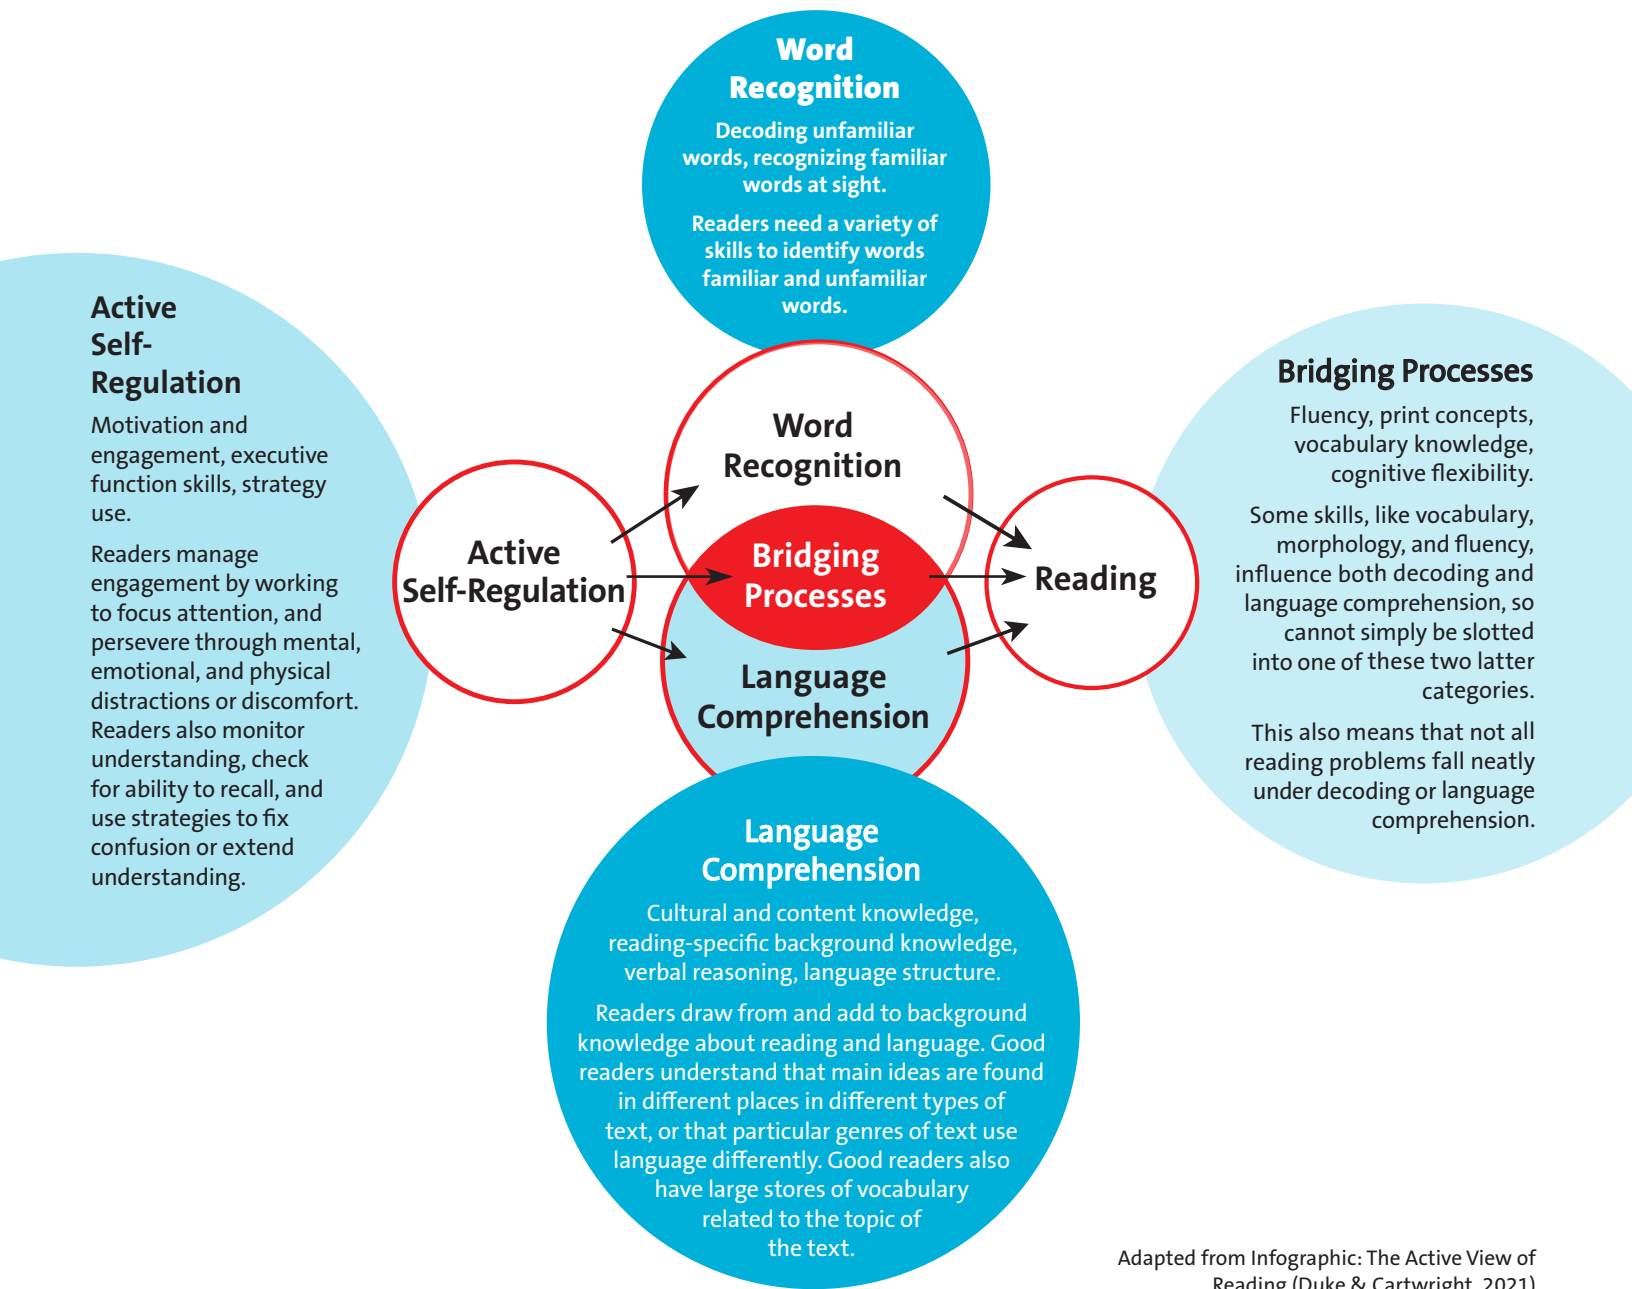 Word
Recognition
Decoding unfamiliar
words, recognizing familiar
words at sight.
Readers need a variety of
skills to identify words
familiar and unfamiliar
words.
Active
Self-
Regulation
Motivation and
engagement, executive
function skills, strategy
use.
Readers manage
engagement by working
to focus attention, and
persevere through mental,
emotional, and physical
distractions or discomfort.
Readers also monitor
understanding, check
for ability to recall, and
use strategies to fix
confusion or extend
understanding.
Active
Self-Regulation
Word
Recognition
Bridging
Processes
Language
Comprehension
Reading
Bridging Processes
Fluency, print concepts,
vocabulary knowledge,
cognitive flexibility.
Some skills, like vocabulary,
morphology, and fluency,
influence both decoding and
language comprehension, so
cannot simply be slotted
into one of these two latter
categories.
This also means that not all
reading problems fall neatly
under decoding or language
comprehension.
Language
Comprehension
Cultural and content knowledge,
reading-specific background knowledge,
verbal reasoning, language structure.
Readers draw from and add to background
knowledge about reading and language. Good
readers understand that main ideas are found
in different places in different types of
text, or that particular genres of text use
language differently. Good readers also
have large stores of vocabulary
related to the topic of
the text.
Adapted from Infographic: The Active View of
Reading (Duke & Cartwright, 2021)